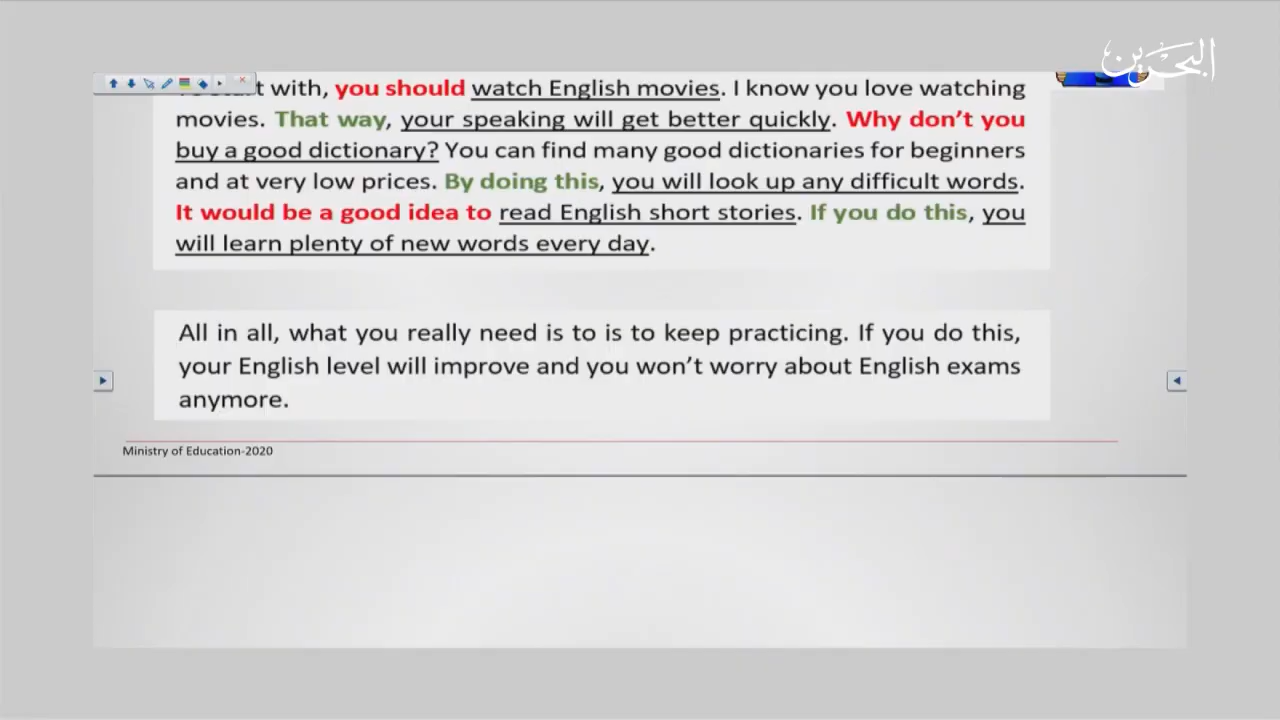 البحرين
with, you should watch English movies. I know you love watching
movies. That way, your speaking will get better quickly. Why don't you
buy a good dictionary? You can find many good dictionaries for beginners
and at very low prices. By doing this, you will look up any difficult words.
It would be a good idea to read English short stories. If you do this, you
will learn plenty of new words every day.
All in all, what you really need is to is to keep practicing. If you do this,
your English level will improve and you won't worry about English exams
anymore.
Ministry of Education-2020